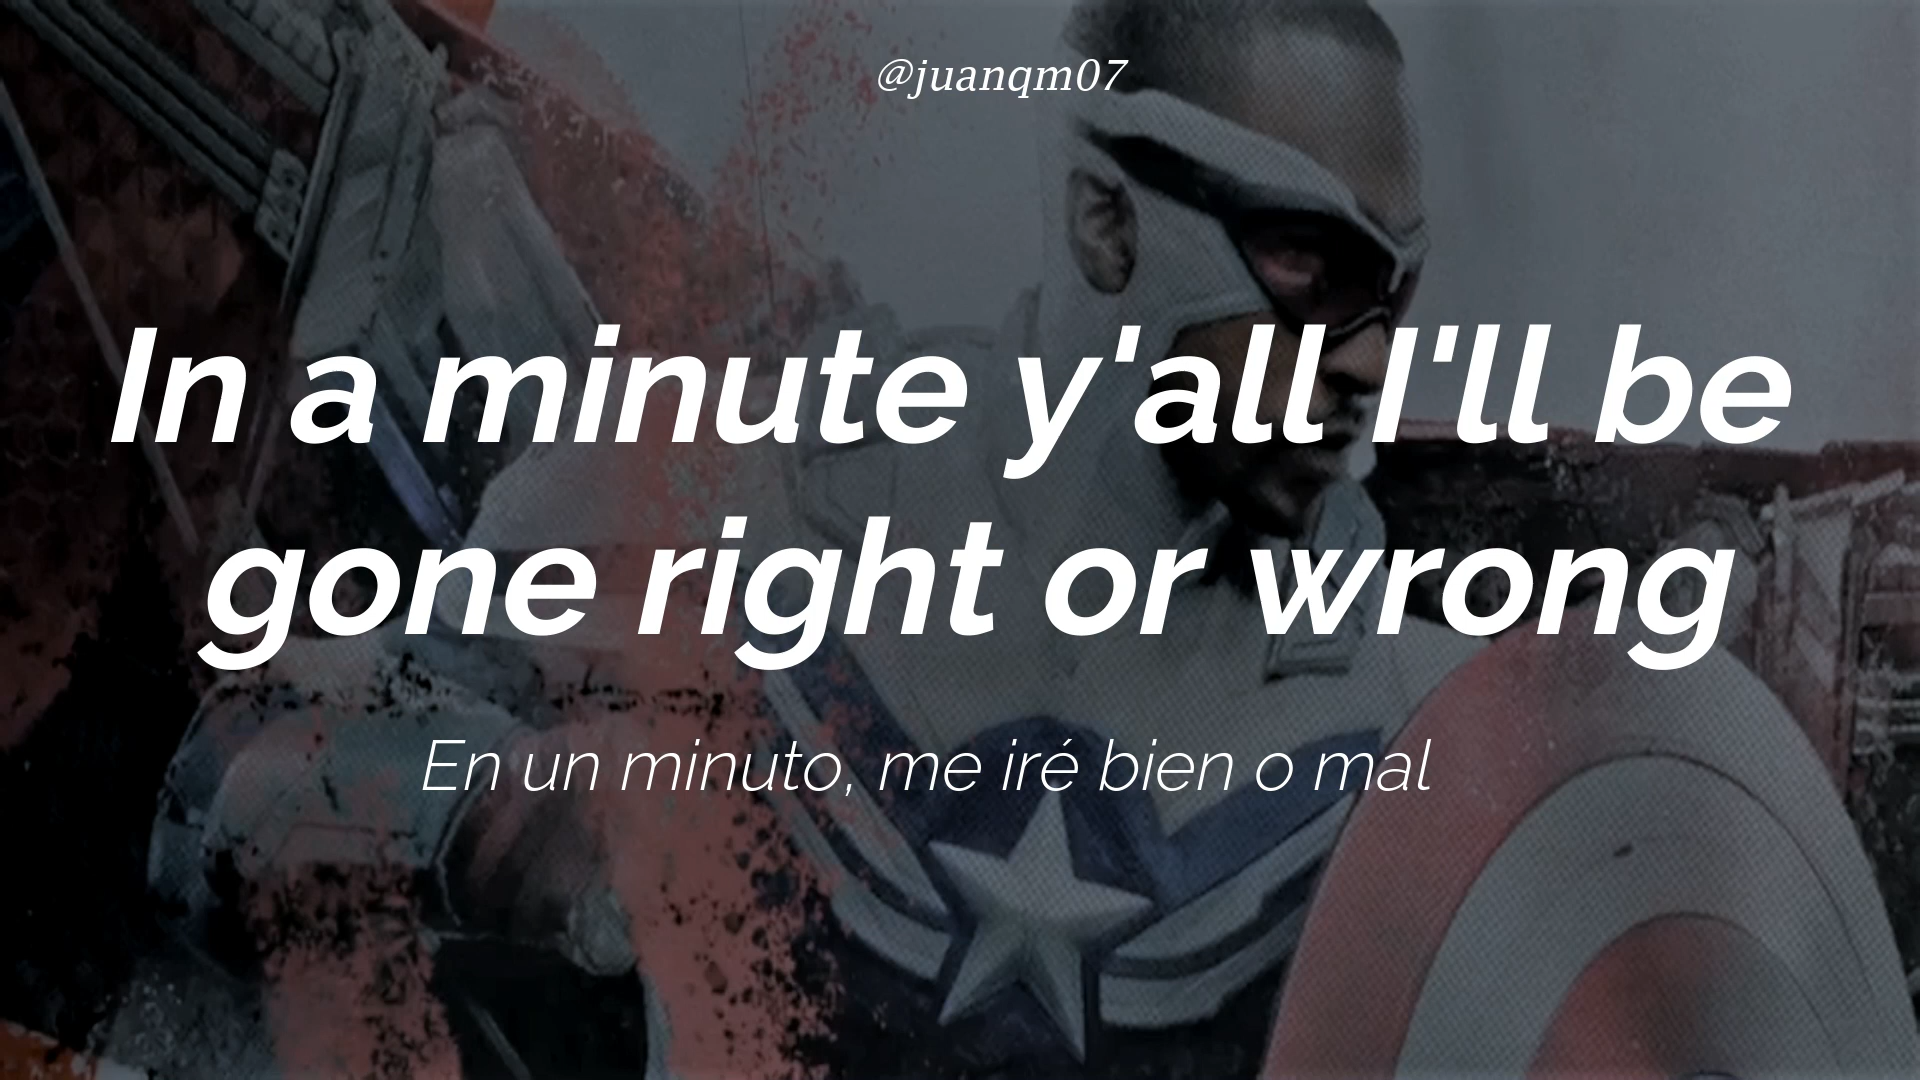 @juanqm07
In a minute y'all I'll be
gone right or wrong
En un minuto, me iré bien o mal